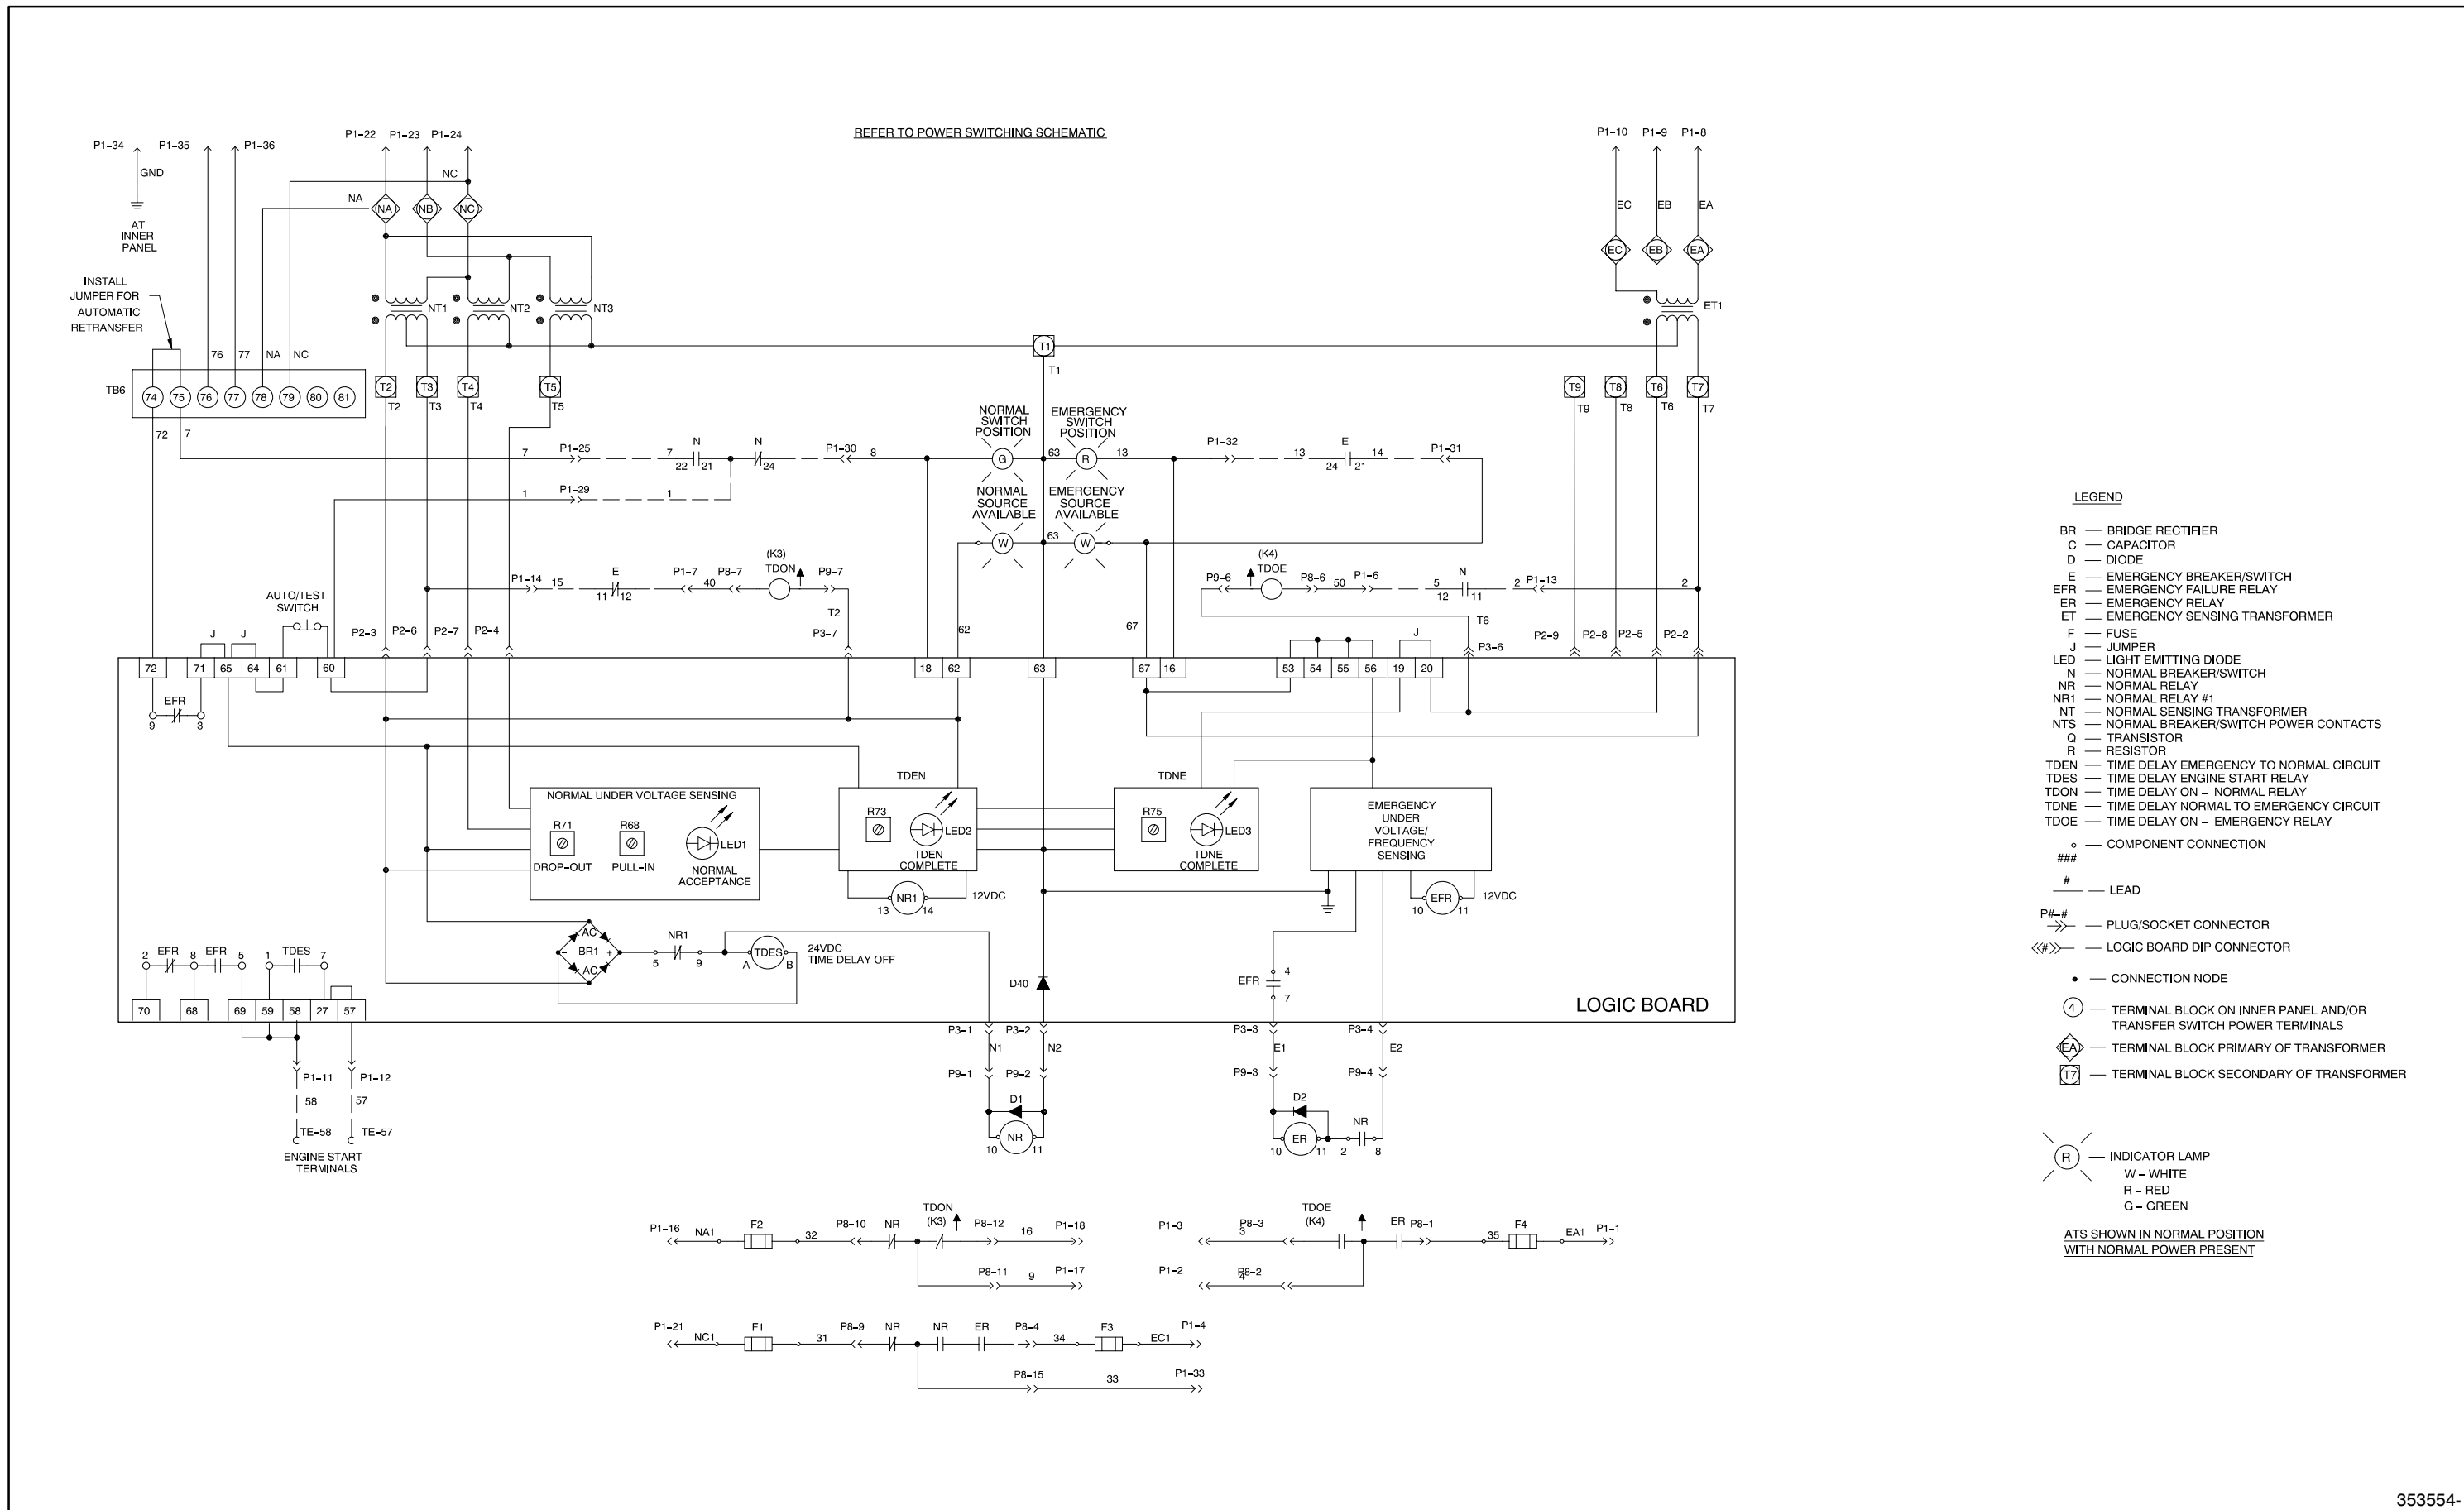 REFER TO POWER SWITCHING SCHEMATIC
P1-34
P1-35
P1-36
P1-22
P1-23
P1-24
P1-10
P1-9
P1-8
GND
AT
INNER
PANEL
NC
NA
NA
NB
NC
EC
EB
EA
EC
EB
EA
INSTALL
JUMPER FOR
AUTOMATIC
RETRANSFER
NT1
NT2
NT3
ET1
76
77
NA
NC
T1
T1
TB6
74
75
76
77
78
79
80
81
T2
T3
T4
T5
T2
T3
T4
T5
T9
T8
T6
T7
T9
T8
T6
T7
72
7
NORMAL
SWITCH
POSITION
EMERGENCY
SWITCH
POSITION
7
P1-25
7
N
22
21
N
24
P1-30
8
G
63
R
13
P1-32
13
E
24
21
14
P1-31
1
P1-29
1
NORMAL
SOURCE
AVAILABLE
EMERGENCY
SOURCE
AVAILABLE
W
63
W
P1-14
15
E
11
12
P1-7
40
P8-7
(K3)
TDON
P9-7
T2
P3-7
P9-6
(K4)
TDOE
P8-6
50
P1-6
5
N
12
11
2
P1-13
2
T6
P3-6
AUTO/TEST
SWITCH
J
J
J
P2-3
P2-6
P2-7
P2-4
62
67
P2-9
P2-8
P2-5
P2-2
72
71
65
64
61
60
18
62
63
67
16
53
54
55
56
19
20
EFR
9
3
NORMAL UNDER VOLTAGE SENSING
R71
DROP-OUT
R68
PULL-IN
LED1
NORMAL
ACCEPTANCE
TDEN
R73
LED2
TDEN
COMPLETE
TDNE
R75
LED3
TDNE
COMPLETE
EMERGENCY
UNDER
VOLTAGE/
FREQUENCY
SENSING
NR1
13
14
12VDC
EFR
10
11
12VDC
AC
- BR1 +
AC
NR1
5
9
TDES
A
B
24VDC
TIME DELAY OFF
D40
EFR
4
7
LOGIC BOARD
2
EFR
8
EFR
5
1
TDES
7
70
68
69
59
58
27
57
P3-1
P3-2
N1
N2
P9-1
P9-2
D1
NR
10
11
P3-3
P3-4
E1
E2
P9-3
P9-4
D2
ER
10
11
NR
2
8
P1-11
P1-12
58
57
TE-58
TE-57
ENGINE START
TERMINALS
P1-16
NA1
F2
32
P8-10
NR
TDON
(K3)
P8-12
16
P1-18
P8-11
9
P1-17
P1-3
P8-3
3
TDOE
(K4)
ER
P8-1
35
F4
EA1
P1-1
P1-2
P8-2
4
P1-21
NC1
F1
31
P8-9
NR
NR
ER
P8-4
34
F3
EC1
P1-4
P8-15
33
P1-33
LEGEND
BR — BRIDGE RECTIFIER
C — CAPACITOR
D — DIODE
E — EMERGENCY BREAKER/SWITCH
EFR — EMERGENCY FAILURE RELAY
ER — EMERGENCY RELAY
ET — EMERGENCY SENSING TRANSFORMER
F — FUSE
J — JUMPER
LED — LIGHT EMITTING DIODE
N — NORMAL BREAKER/SWITCH
NR — NORMAL RELAY
NR1 — NORMAL RELAY #1
NT — NORMAL SENSING TRANSFORMER
NTS — NORMAL BREAKER/SWITCH POWER CONTACTS
Q — TRANSISTOR
R — RESISTOR
TDEN — TIME DELAY EMERGENCY TO NORMAL CIRCUIT
TDES — TIME DELAY ENGINE START RELAY
TDON — TIME DELAY ON - NORMAL RELAY
TDNE — TIME DELAY NORMAL TO EMERGENCY CIRCUIT
TDOE — TIME DELAY ON - EMERGENCY RELAY
— COMPONENT CONNECTION
###
#
— LEAD
P#-#
— PLUG/SOCKET CONNECTOR
# — LOGIC BOARD DIP CONNECTOR
— CONNECTION NODE
4 — TERMINAL BLOCK ON INNER PANEL AND/OR
TRANSFER SWITCH POWER TERMINALS
EA — TERMINAL BLOCK PRIMARY OF TRANSFORMER
T7 — TERMINAL BLOCK SECONDARY OF TRANSFORMER
R — INDICATOR LAMP
W - WHITE
R - RED
G - GREEN
ATS SHOWN IN NORMAL POSITION
WITH NORMAL POWER PRESENT
353554-